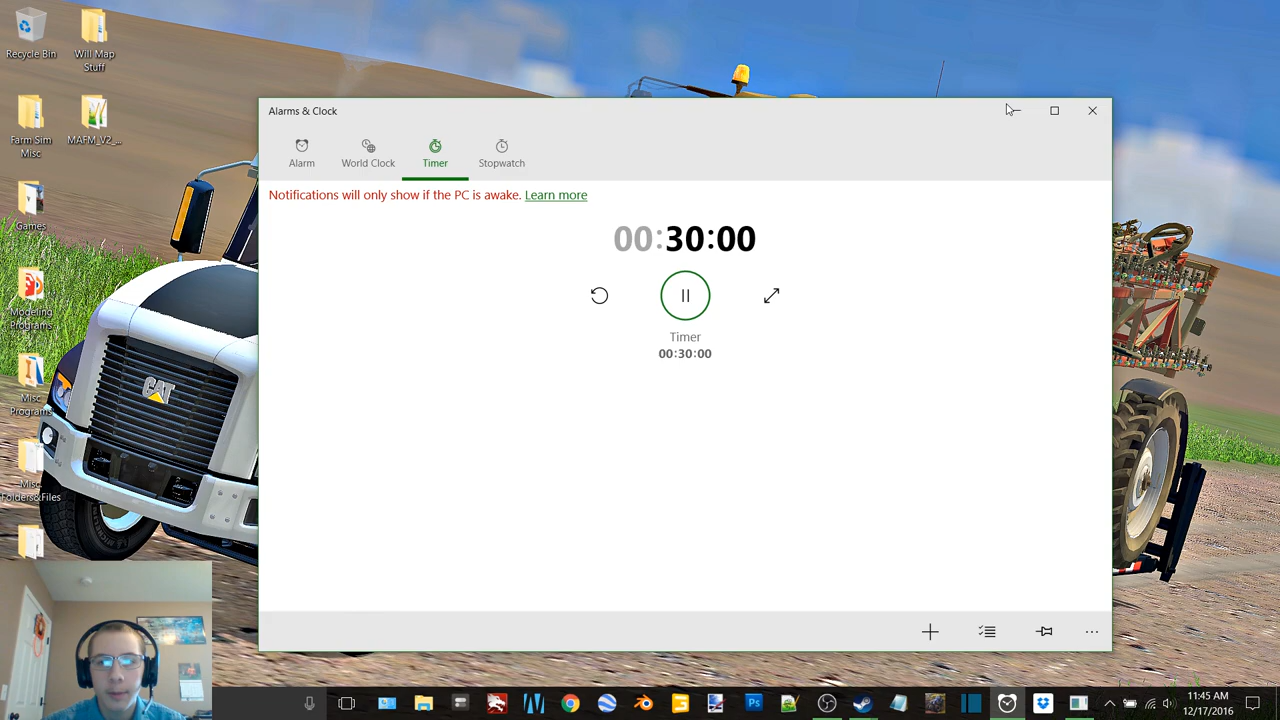 Recycle Bin
Will Map
Stuff
Farm Sim
Misc
MAFM_V2_...
Games
Modeling
Programs
Misc
Programs
Misc
Folders&Files
CAT
Alarms & Clock
Alarm
World Clock
Timer
Stopwatch
Notifications will only show if the PC is awake. Learn more
00:30:00
Timer
00:30:00
11:45 AM
12/17/2016